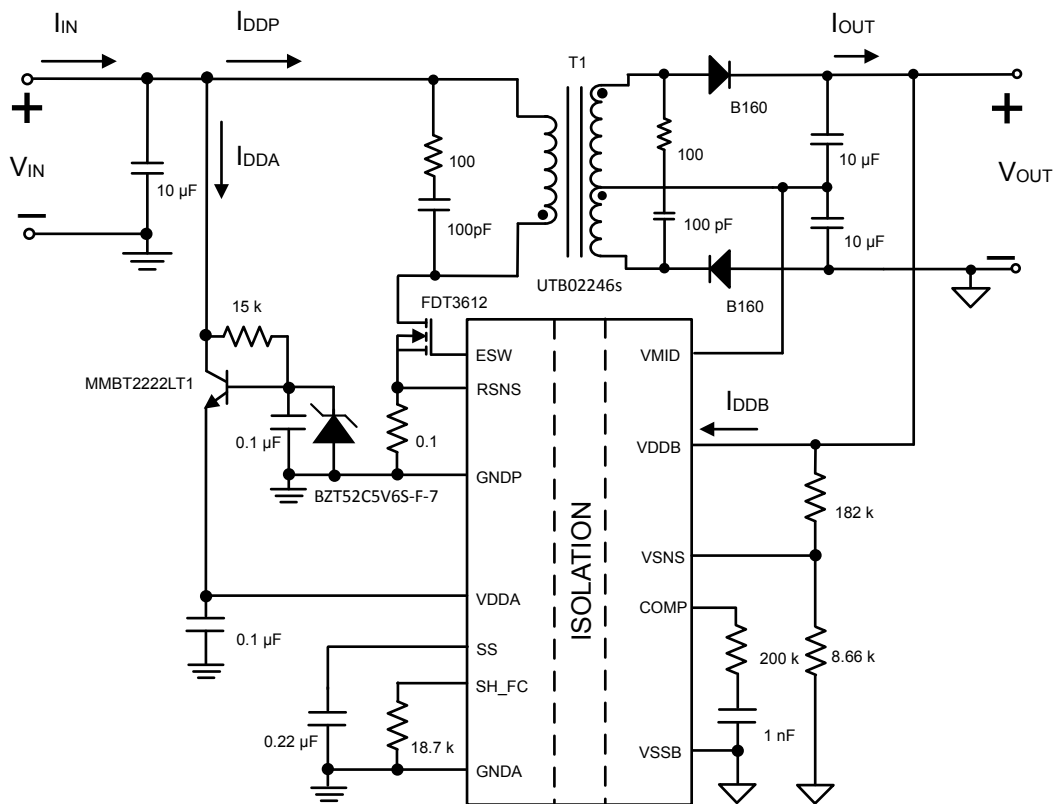 IIN
IDDP
IOUT
T1
+
B160
+
IDDA
100
100
10 µF
VIN
10 µF
VOUT
−
100pF
100 pF
10 µF
−
UTB02246s
B160
FDT3612
15 k
ESW
VMID
MMBT2222LT1
RSNS
IDDB
0.1 µF
0.1
VDDB
GNDP
BZT52C5V6S-F-7
182 k
ISOLATION
VSNS
VDDA
COMP
0.1 µF
SS
200 k
8.66 k
SH_FC
0.22 µF
18.7 k
1 nF
VSSB
GNDA